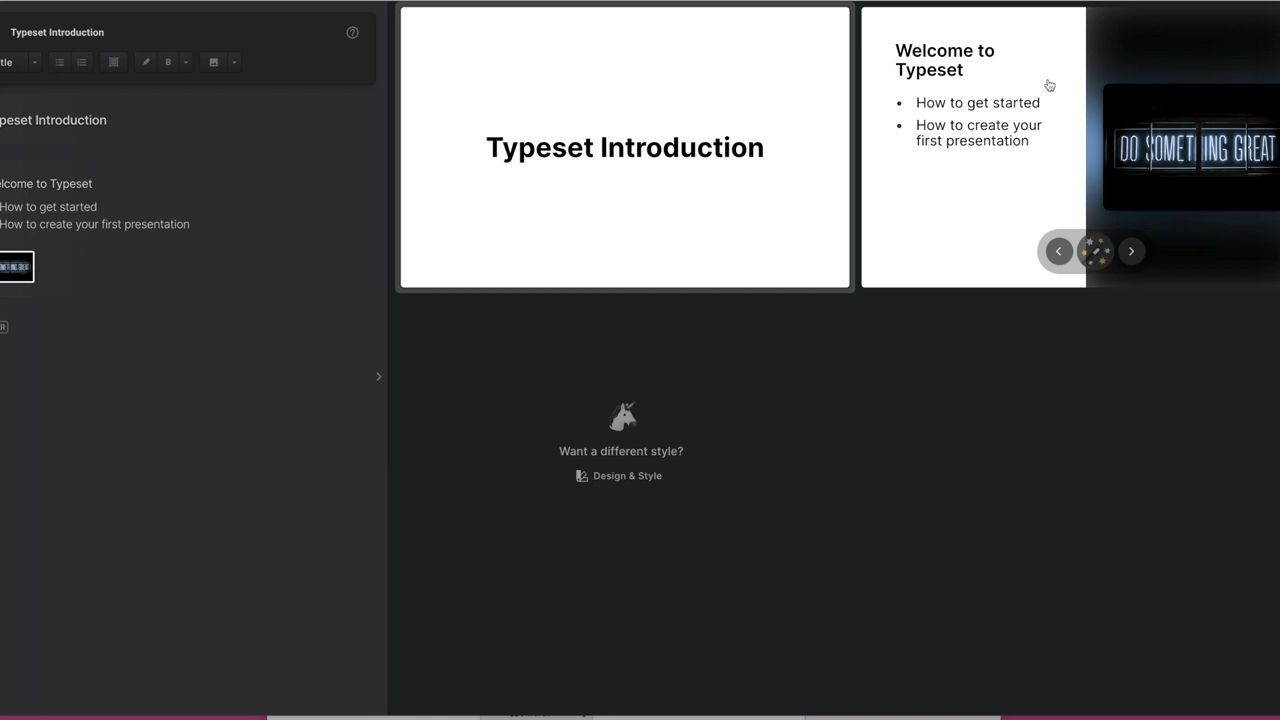 Typeset Introduction
tle
B
peset Introduction
elcome to Typeset
How to get started
How to create your first presentation
R
Typeset Introduction
Welcome to
Typeset
• How to get started
• How to create your
first presentation
DO SOMETHING GREAT
Want a different style?
Design & Style